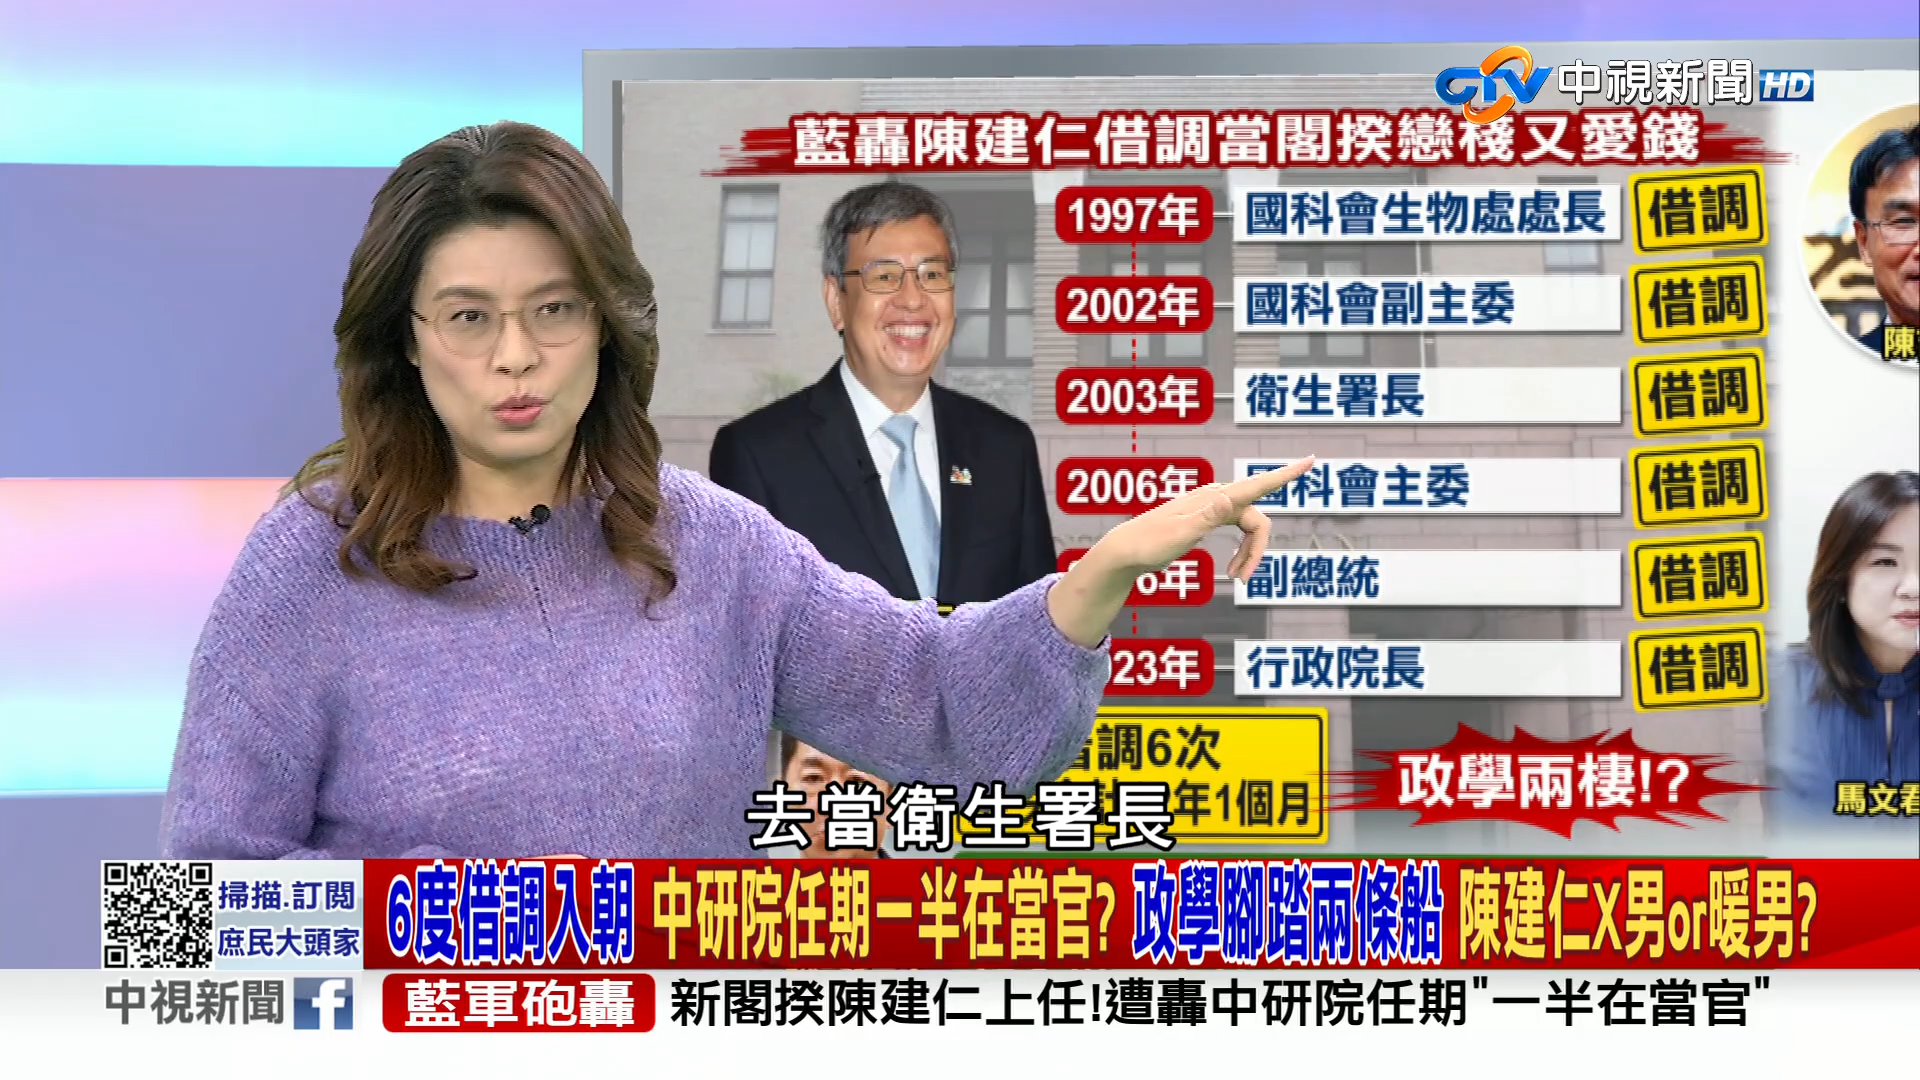 CTV 中視新聞 HD
藍轟陳建仁借調當閣揆戀棧又愛錢
1997年 國科會生物處處長 借調
2002年 國科會副主委 借調
2003年 衛生署長 借調
2006年 國科會主委 借調
6年 副總統 借調
23年 行政院長 借調
陳
馬文君
調6次
年1個月
政學兩棲!?
去當衛生署長
掃描.訂閱
庶民大頭家
6度借調入朝 中研院任期一半在當官? 政學腳踏兩條船 陳建仁X男or暖男?
中視新聞 f
藍軍砲轟 新閣揆陳建仁上任!遭轟中研院任期"一半在當官"